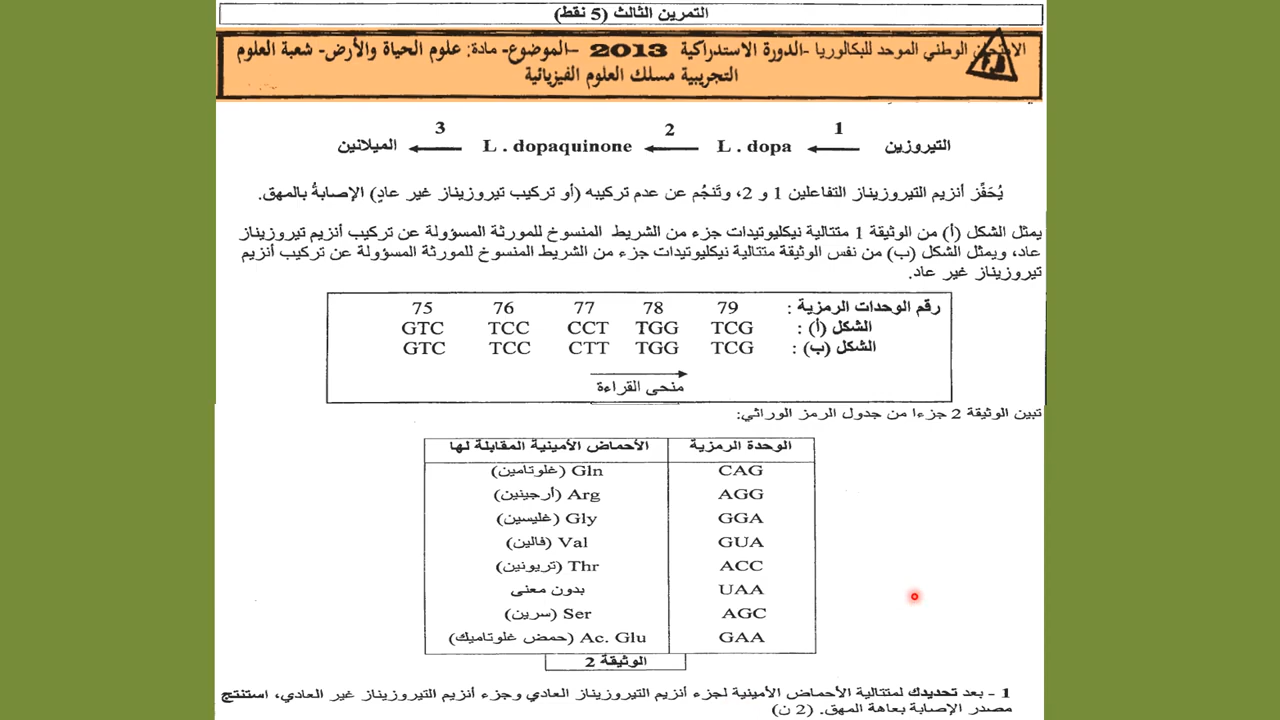 التمرين الثالث (5 نقط)
الوطني الموحد للبكالوريا -الدورة الاستدراكية 2013 -الموضوع- مادة: علوم الحياة والأرض- شعبة العلوم
التجريبية مسلك العلوم الفيزيائية
التيروزين 1 L . dopa 2 L . dopaquinone 3 الميلانين
يُحَفِّز أنزيم التيروزيناز التفاعلين 1 و 2، وتَنجُم عن عدم تركيبه (أو تركيب تيروزيناز غير عادٍ) الإصابةُ بالمهق.
يمثل الشكل (أ) من الوثيقة 1 متتالية نيكليوتيدات جزء من الشريط المنسوخ للمورثة المسؤولة عن تركيب أنزيم تيروزيناز
عاد، ويمثل الشكل (ب) من نفس الوثيقة متتالية نيكليوتيدات جزء من الشريط المنسوخ للمورثة المسؤولة عن تركيب أنزيم
تيروزيناز غير عاد.
رقم الوحدات الرمزية : 75 76 77 78 79
الشكل (أ) : GTC TCC CCT TGG TCG
الشكل (ب) : GTC TCC CTT TGG TCG
منحى القراءة
تبين الوثيقة 2 جزءا من جدول الرمز الوراثي:
الوحدة الرمزية الأحماض الأمينية المقابلة لها
CAG Gln (غلوتامين)
AGG Arg (أرجينين)
GGA Gly (غليسين)
GUA Val (فالين)
ACC Thr (تريونين)
UAA بدون معنى
AGC Ser (سرين)
GAA Ac. Glu (حمض غلوتاميك)
الوثيقة 2
1 - بعد تحديدك لمتتالية الأحماض الأمينية لجزء أنزيم التيروزيناز العادي وجزء أنزيم التيروزيناز غير العادي، استنتج
مصدر الإصابة بعاهة المهق. (2 ن)